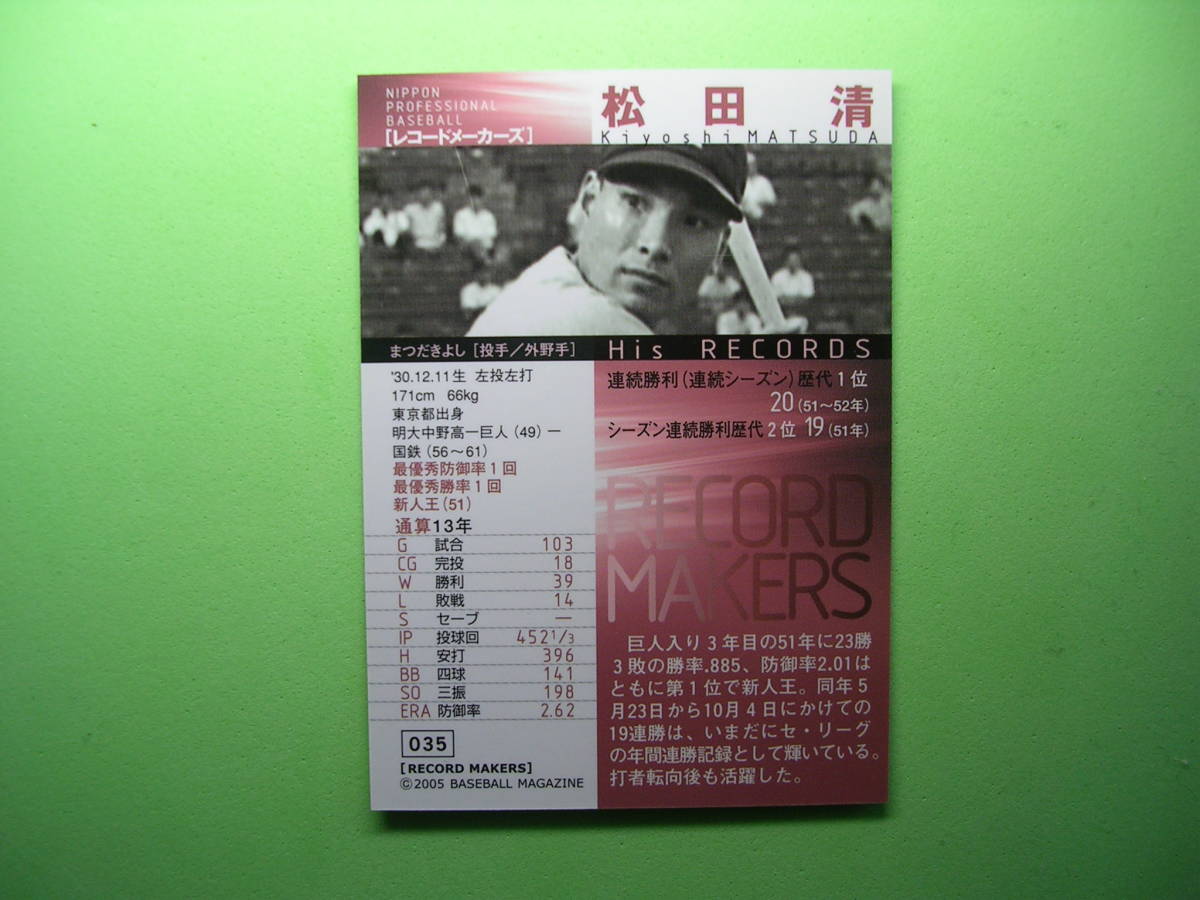 NIPPON
PROFESSIONAL
BASEBALL
[レコードメーカーズ]
松田 清
Kiyoshi MATSUDA
まつだきよし [投手／外野手]
'30.12.11生 左投左打
171cm 66kg
東京都出身
明大中野高ー巨人（49）ー
国鉄（56〜61）
最優秀防御率1回
最優秀勝率1回
新人王（51）
通算13年
G 試合 103
CG 完投 18
W 勝利 39
L 敗戦 14
S セーブ —
IP 投球回 452 1/3
H 安打 396
BB 四球 141
SO 三振 198
ERA 防御率 2.62
035
[RECORD MAKERS]
©2005 BASEBALL MAGAZINE
His RECORDS
連続勝利（連続シーズン）歴代1位
20（51〜52年）
シーズン連続勝利歴代2位 19（51年）
RECORD
MAKERS
巨人入り3年目の51年に23勝
3敗の勝率.885、防御率2.01は
ともに第1位で新人王。同年5
月23日から10月4日にかけての
19連勝は、いまだにセ・リーグ
の年間連勝記録として輝いている。
打者転向後も活躍した。